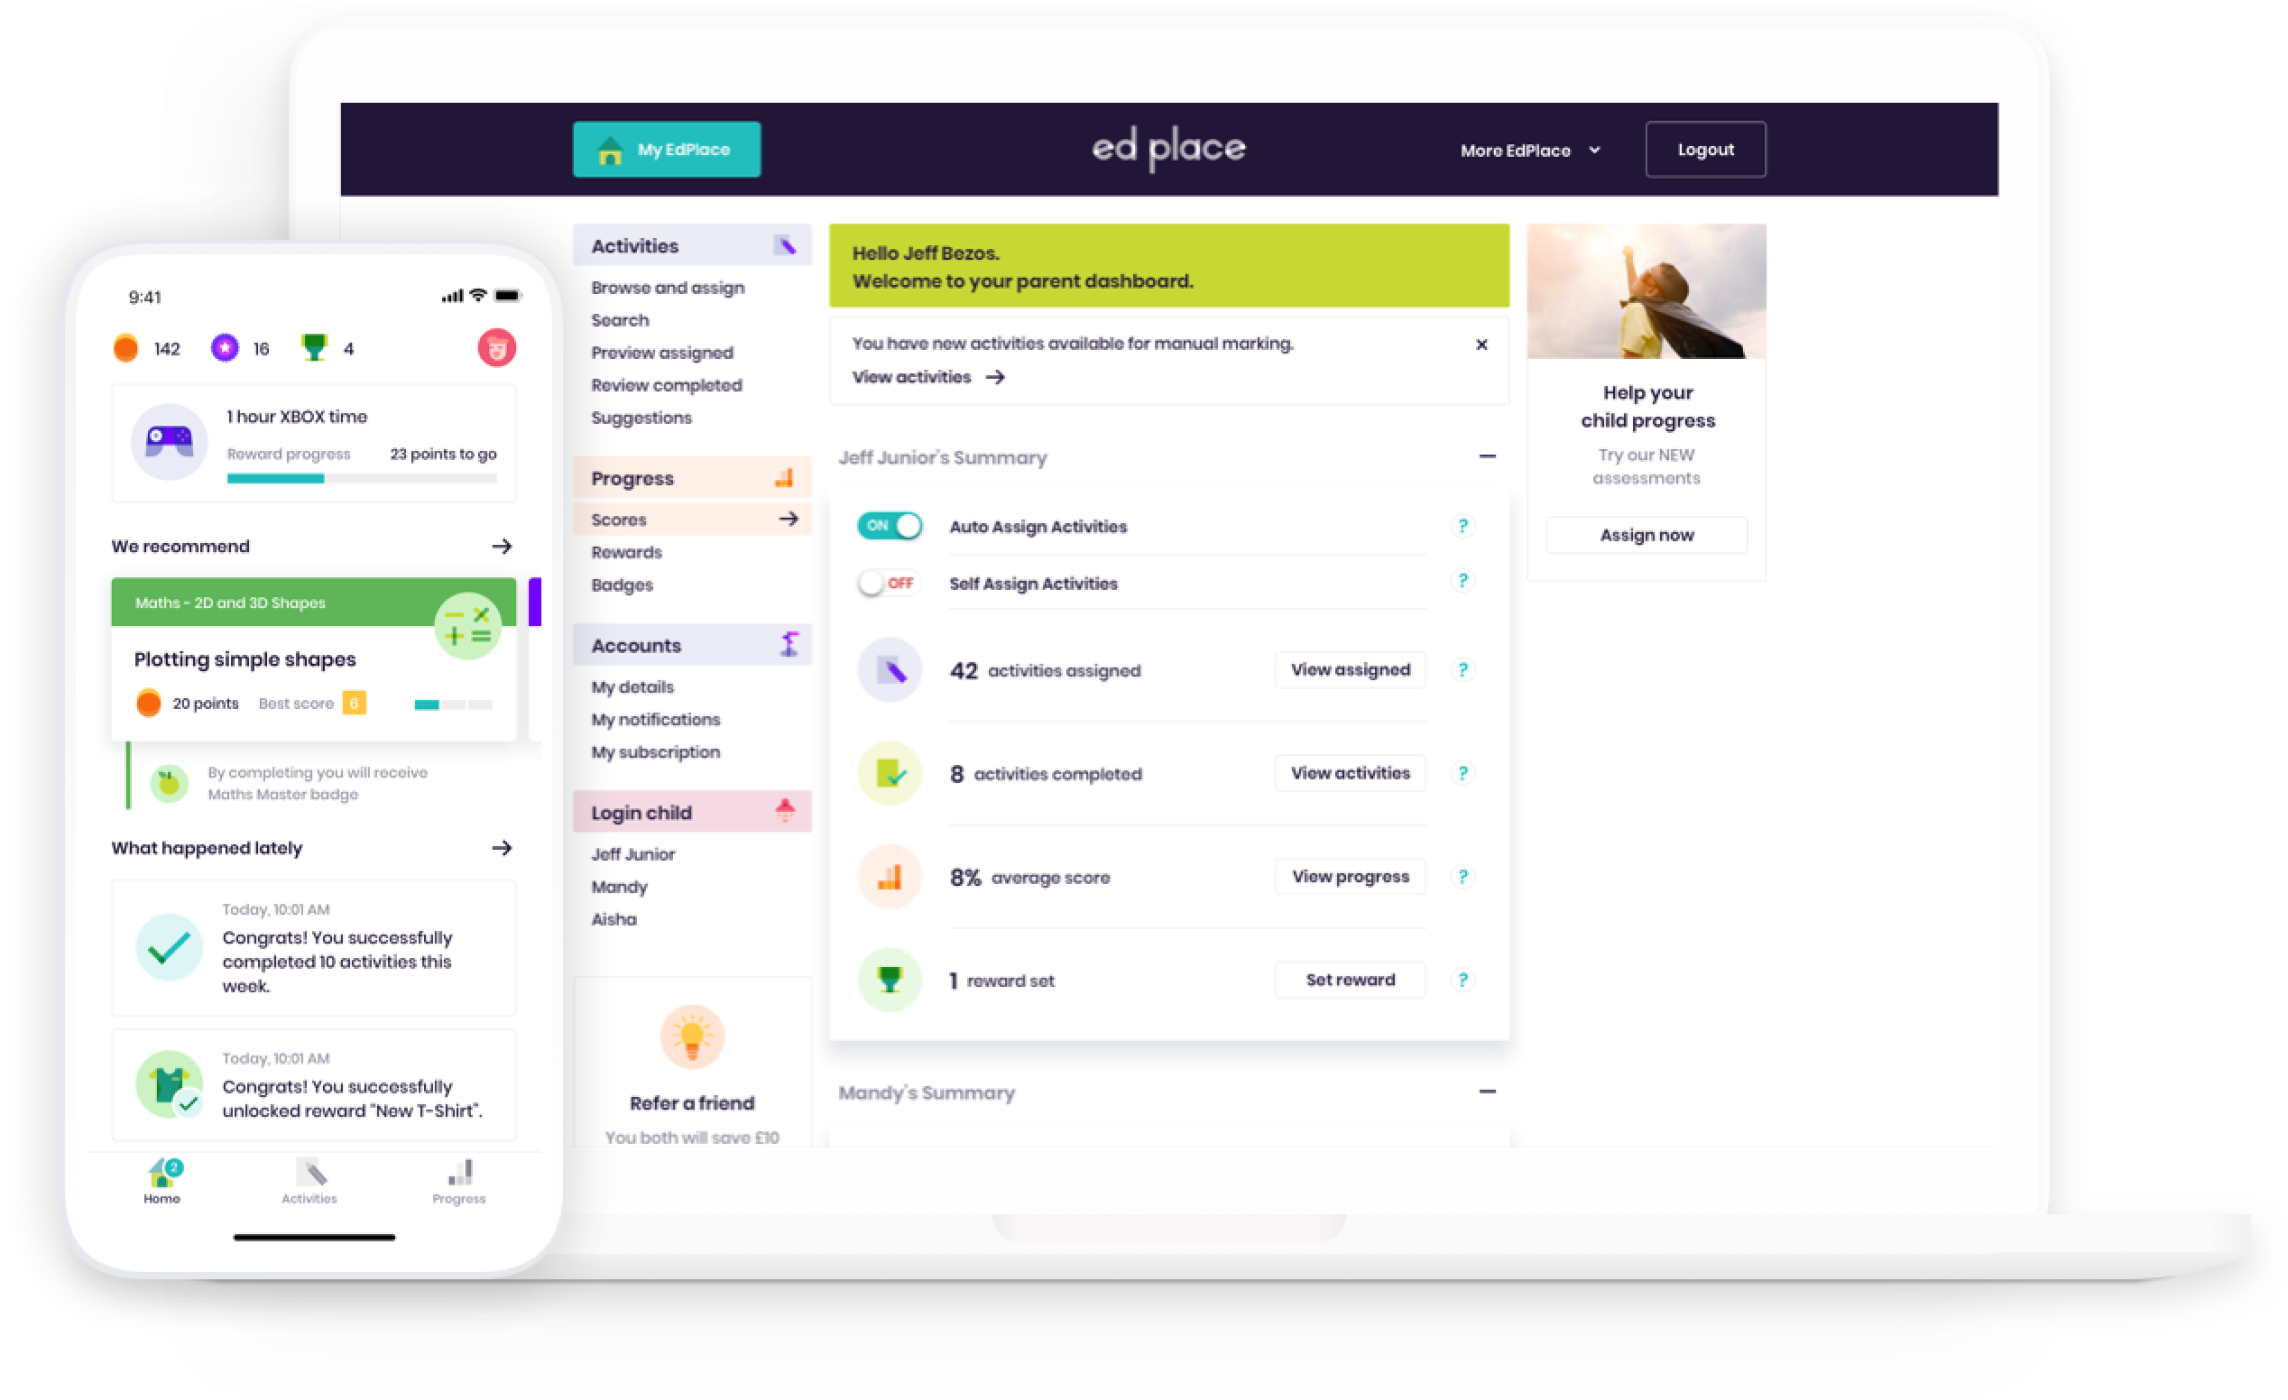 9:41
142
16
4
1 hour XBOX time
Reward progress
23 points to go
We recommend
Maths - 2D and 3D Shapes
Plotting simple shapes
20 points
Best score
6
By completing you will receive
Maths Master badge
What happened lately
Today, 10:01 AM
Congrats! You successfully
completed 10 activities this
week.
Today, 10:01 AM
Congrats! You successfully
unlocked reward "New T-Shirt".
2
Home
Activities
Progress
My EdPlace
ed place
More EdPlace
Logout
Activities
Browse and assign
Search
Preview assigned
Review completed
Suggestions
Progress
Scores
Rewards
Badges
Accounts
My details
My notifications
My subscription
Login child
Jeff Junior
Mandy
Aisha
Refer a friend
You both will save £10
Hello Jeff Bezos.
Welcome to your parent dashboard.
You have new activities available for manual marking.
View activities
Jeff Junior's Summary
ON
Auto Assign Activities
?
OFF
Self Assign Activities
?
42 activities assigned
View assigned
?
8 activities completed
View activities
?
8% average score
View progress
?
1 reward set
Set reward
?
Mandy's Summary
Help your
child progress
Try our NEW
assessments
Assign now